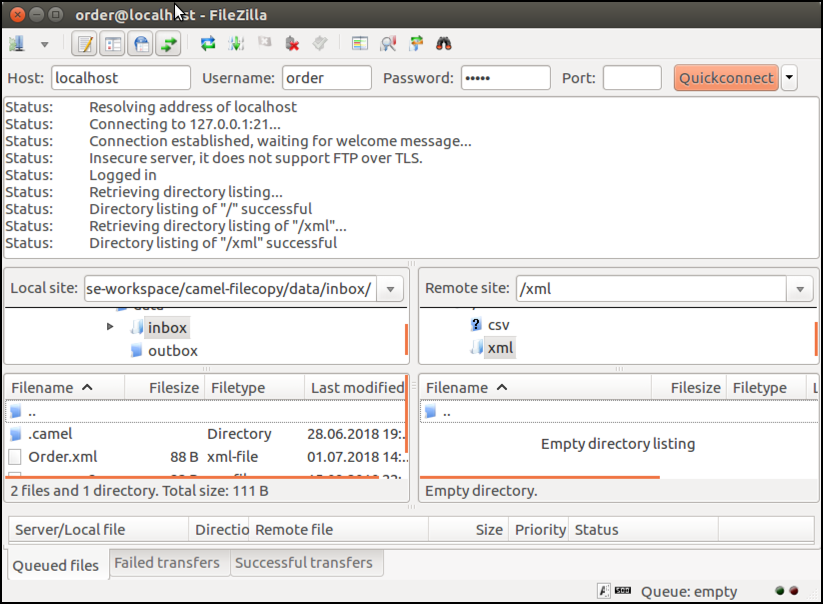 order@localhost - FileZilla
Host: localhost Username: order Password: ••••• Port: Quickconnect
Status: Resolving address of localhost
Status: Connecting to 127.0.0.1:21...
Status: Connection established, waiting for welcome message...
Status: Insecure server, it does not support FTP over TLS.
Status: Logged in
Status: Retrieving directory listing...
Status: Directory listing of "/" successful
Status: Retrieving directory listing of "/xml"...
Status: Directory listing of "/xml" successful
Local site: se-workspace/camel-filecopy/data/inbox/
data
inbox
outbox
Remote site: /xml
? csv
xml
Filename Filesize Filetype Last modified
..
.camel Directory 28.06.2018 19:..
Order.xml 88 B xml-file 01.07.2018 14:..
2 files and 1 directory. Total size: 111 B
Filename Filesize Filetype L
..
Empty directory listing
Empty directory.
Server/Local file Directio Remote file Size Priority Status
Queued files Failed transfers Successful transfers
Queue: empty